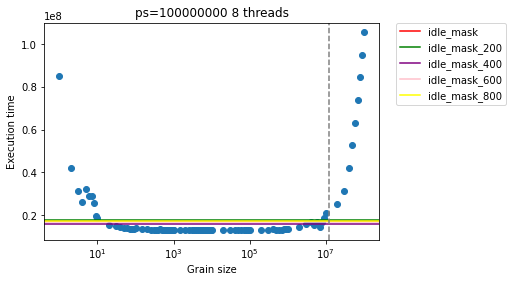 ps=100000000 8 threads
1e8
1.0
0.8
0.6
0.4
0.2
Execution time
10^1
10^3
10^5
10^7
Grain size
idle_mask
idle_mask_200
idle_mask_400
idle_mask_600
idle_mask_800